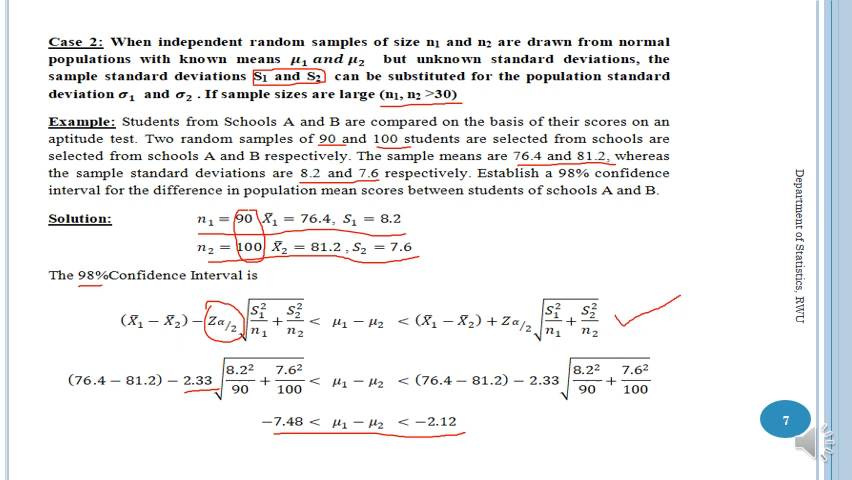 Case 2: When independent random samples of size n₁ and n₂ are drawn from normal
populations with known means μ₁ and μ₂ but unknown standard deviations, the
sample standard deviations S₁ and S₂ can be substituted for the population standard
deviation σ₁ and σ₂ . If sample sizes are large (n₁, n₂ >30)
Example: Students from Schools A and B are compared on the basis of their scores on an
aptitude test. Two random samples of 90 and 100 students are selected from schools are
selected from schools A and B respectively. The sample means are 76.4 and 81.2, whereas
the sample standard deviations are 8.2 and 7.6 respectively. Establish a 98% confidence
interval for the difference in population mean scores between students of schools A and B.
Solution: n₁ = 90 X̄₁ = 76.4, S₁ = 8.2
n₂ = 100 X̄₂ = 81.2 , S₂ = 7.6
The 98%Confidence Interval is
(X̄₁ − X̄₂) − Zα/2 √(S₁²/n₁ + S₂²/n₂) < μ₁ − μ₂ < (X̄₁ − X̄₂) + Zα/2 √(S₁²/n₁ + S₂²/n₂)
(76.4 − 81.2) − 2.33 √(8.2²/90 + 7.6²/100) < μ₁ − μ₂ < (76.4 − 81.2) − 2.33 √(8.2²/90 + 7.6²/100)
−7.48 < μ₁ − μ₂ < −2.12
Department of Statistics, RWU
7